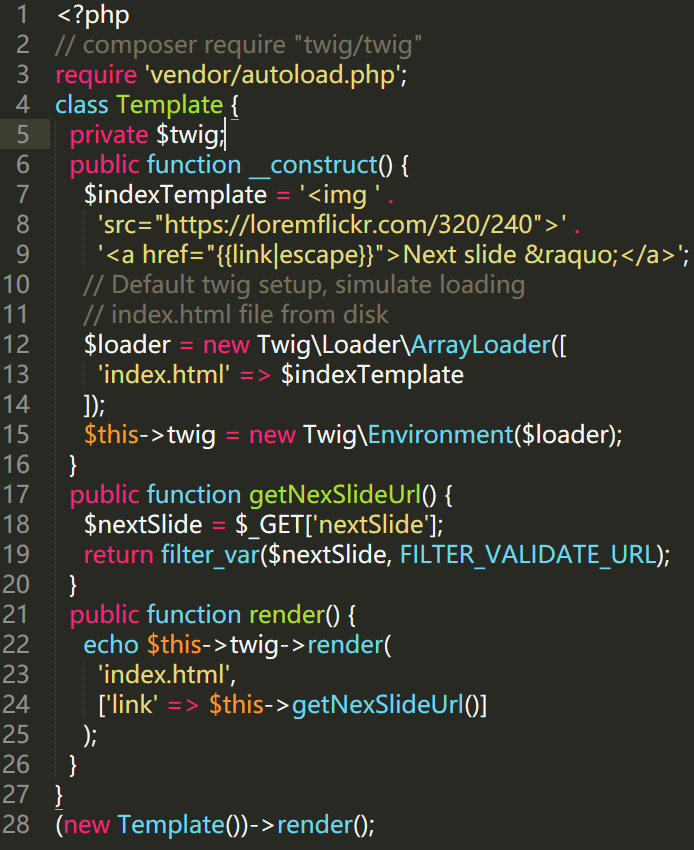 1 <?php
2 // composer require "twig/twig"
3 require 'vendor/autoload.php';
4 class Template {
5   private $twig;
6   public function __construct() {
7     $indexTemplate = '<img ' .
8       'src="https://loremflickr.com/320/240">' .
9       '<a href="{{link|escape}}">Next slide &raquo;</a>';
10     // Default twig setup, simulate loading
11     // index.html file from disk
12     $loader = new Twig\Loader\ArrayLoader([
13       'index.html' => $indexTemplate
14     ]);
15     $this->twig = new Twig\Environment($loader);
16   }
17   public function getNexSlideUrl() {
18     $nextSlide = $_GET['nextSlide'];
19     return filter_var($nextSlide, FILTER_VALIDATE_URL);
20   }
21   public function render() {
22     echo $this->twig->render(
23       'index.html',
24       ['link' => $this->getNexSlideUrl()]
25     );
26   }
27 }
28 (new Template())->render();